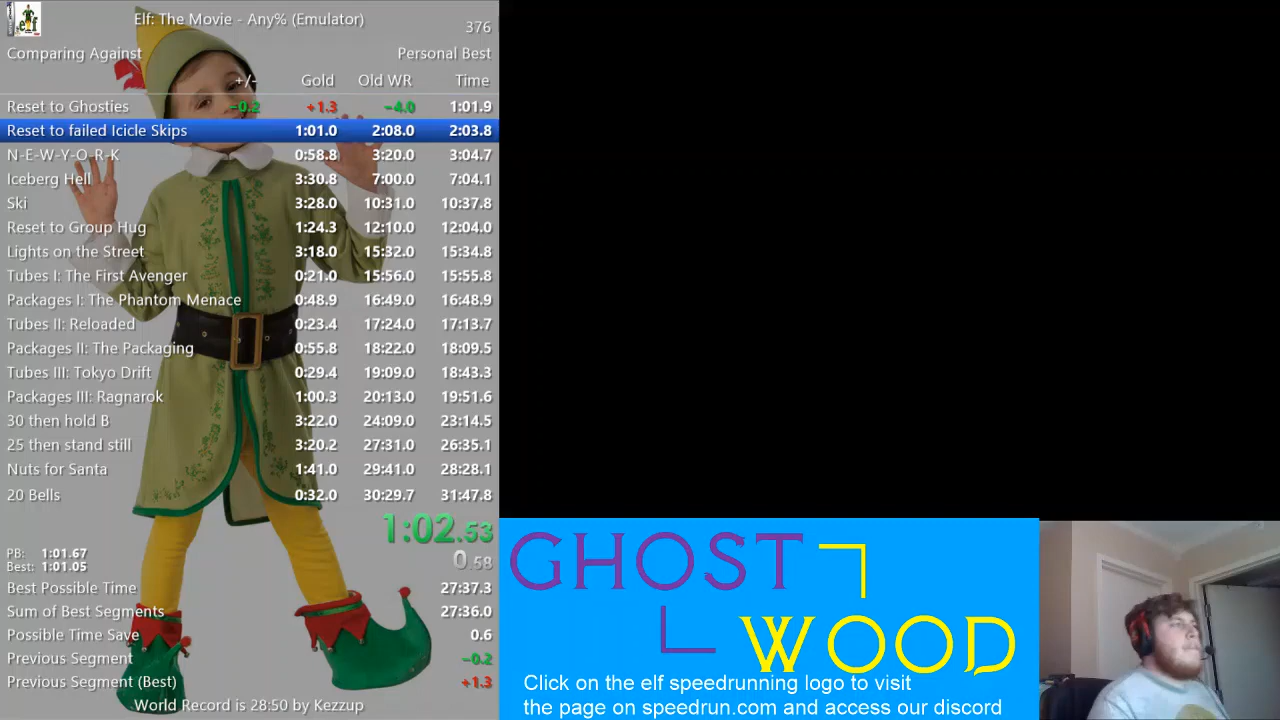 Elf: The Movie - Any% (Emulator)
376
Comparing Against Personal Best
+/- Gold Old WR Time
Reset to Ghosties −0.2 +1.3 −4.0 1:01.9
Reset to failed Icicle Skips 1:01.0 2:08.0 2:03.8
N-E-W-Y-O-R-K 0:58.8 3:20.0 3:04.7
Iceberg Hell 3:30.8 7:00.0 7:04.1
Ski 3:28.0 10:31.0 10:37.8
Reset to Group Hug 1:24.3 12:10.0 12:04.0
Lights on the Street 3:18.0 15:32.0 15:34.8
Tubes I: The First Avenger 0:21.0 15:56.0 15:55.8
Packages I: The Phantom Menace 0:48.9 16:49.0 16:48.9
Tubes II: Reloaded 0:23.4 17:24.0 17:13.7
Packages II: The Packaging 0:55.8 18:22.0 18:09.5
Tubes III: Tokyo Drift 0:29.4 19:09.0 18:43.3
Packages III: Ragnarok 1:00.3 20:13.0 19:51.6
30 then hold B 3:22.0 24:09.0 23:14.5
25 then stand still 3:20.2 27:31.0 26:35.1
Nuts for Santa 1:41.0 29:41.0 28:28.1
20 Bells 0:32.0 30:29.7 31:47.8
1:02.53
PB: 1:01.67
Best: 1:01.05
0.58
Best Possible Time 27:37.3
Sum of Best Segments 27:36.0
Possible Time Save 0.6
Previous Segment −0.2
Previous Segment (Best) +1.3
World Record is 28:50 by Kezzup
GHOST
WOOD
Click on the elf speedrunning logo to visit
the page on speedrun.com and access our discord